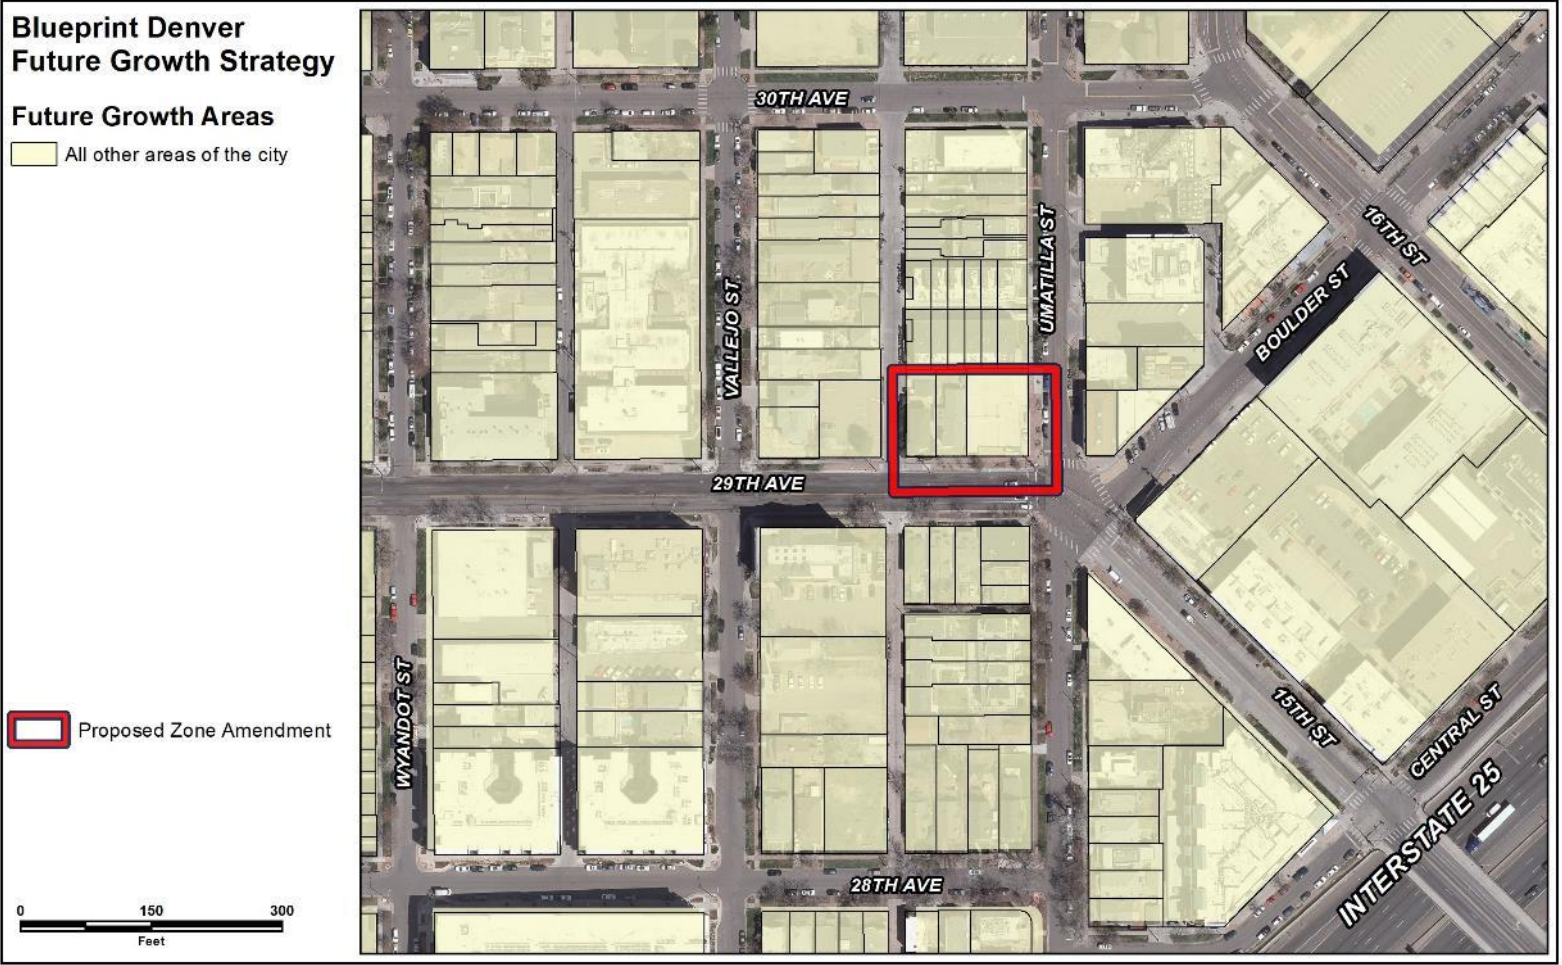 Blueprint Denver
Future Growth Strategy
Future Growth Areas
All other areas of the city
Proposed Zone Amendment
0 150 300
Feet
30TH AVE
16TH ST
UMATILLA ST
BOULDER ST
VALLEJO ST
29TH AVE
WYANDOT ST
15TH ST
CENTRAL ST
INTERSTATE 25
28TH AVE